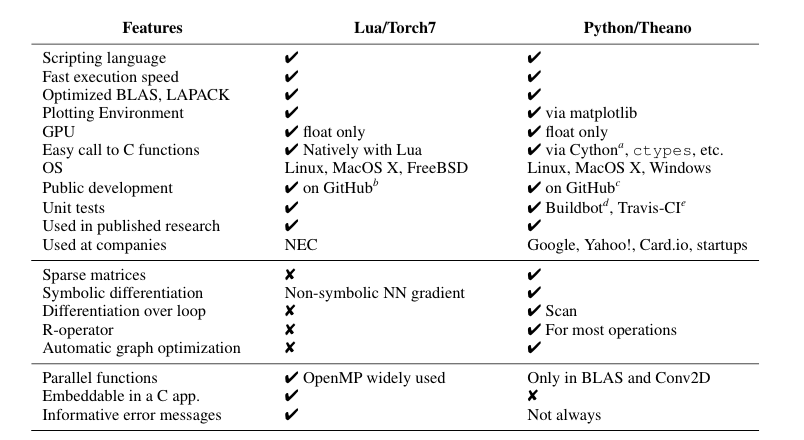 Features Lua/Torch7 Python/Theano
Scripting language ✔ ✔
Fast execution speed ✔ ✔
Optimized BLAS, LAPACK ✔ ✔
Plotting Environment ✔ ✔ via matplotlib
GPU ✔ float only ✔ float only
Easy call to C functions ✔ Natively with Lua ✔ via Cythonᵃ, ctypes, etc.
OS Linux, MacOS X, FreeBSD Linux, MacOS X, Windows
Public development ✔ on GitHubᵇ ✔ on GitHubᶜ
Unit tests ✔ ✔ Buildbotᵈ, Travis-CIᵉ
Used in published research ✔ ✔
Used at companies NEC Google, Yahoo!, Card.io, startups
Sparse matrices ✘ ✔
Symbolic differentiation Non-symbolic NN gradient ✔
Differentiation over loop ✘ ✔ Scan
R-operator ✘ ✔ For most operations
Automatic graph optimization ✘ ✔
Parallel functions ✔ OpenMP widely used Only in BLAS and Conv2D
Embeddable in a C app. ✔ ✘
Informative error messages ✔ Not always